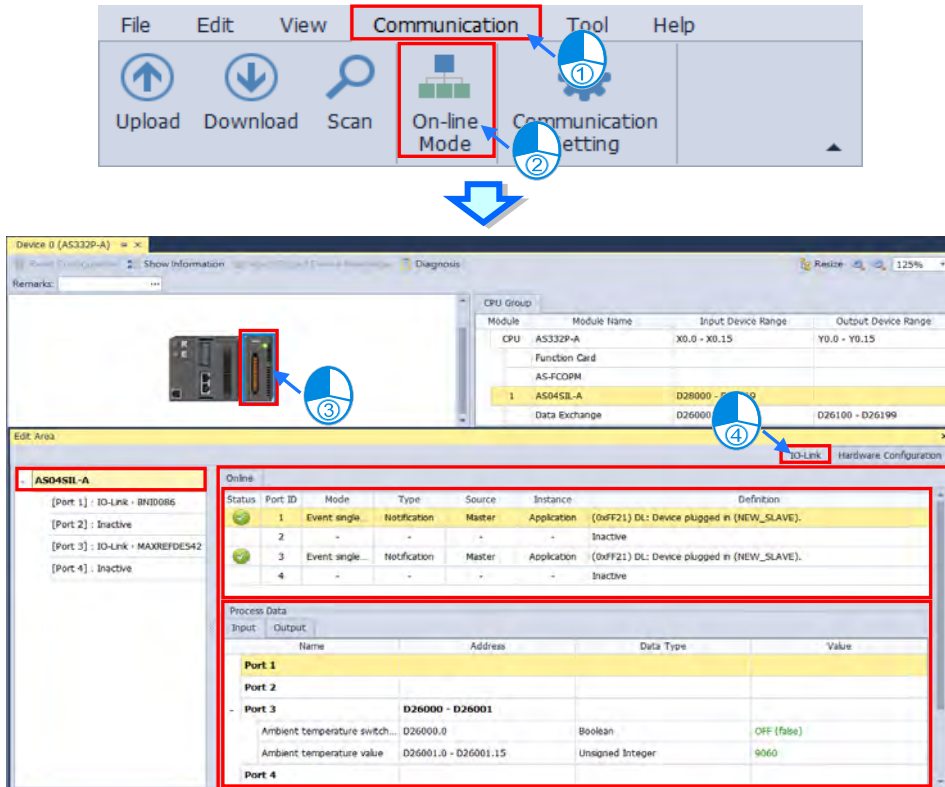 File Edit View Communication Tool Help
①
Upload Download Scan On-line Mode Communication Setting
②
Device 0 (AS332P-A)
Show Information Diagnosis Resize 125%
Remarks: ...
③
CPU Group
Module Module Name Input Device Range Output Device Range
CPU AS332P-A X0.0 - X0.15 Y0.0 - Y0.15
Function Card
AS-FCOPM
1 AS04SIL-A D28000 -
Data Exchange D26000 D26100 - D26199
④
Edit Area
IO-Link Hardware Configuration
AS04SIL-A
[Port 1] : IO-Link - BNI0086
[Port 2] : Inactive
[Port 3] : IO-Link - MAXREFDES42
[Port 4] : Inactive
Online
Status Port ID Mode Type Source Instance Definition
1 Event single... Notification Master Application (0xFF21) DL: Device plugged in (NEW_SLAVE).
2 - - - - Inactive
3 Event single... Notification Master Application (0xFF21) DL: Device plugged in (NEW_SLAVE).
4 - - - - Inactive
Process Data
Input Output
Name Address Data Type Value
Port 1
Port 2
Port 3 D26000 - D26001
Ambient temperature switch... D26000.0 Boolean OFF (false)
Ambient temperature value D26001.0 - D26001.15 Unsigned Integer 9060
Port 4